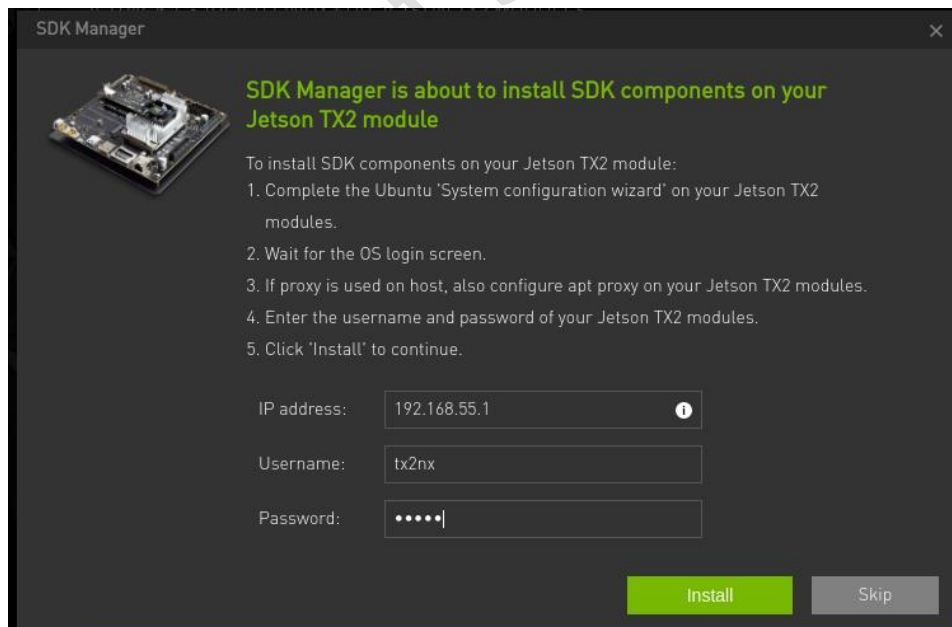 SDK Manager
SDK Manager is about to install SDK components on your
Jetson TX2 module
To install SDK components on your Jetson TX2 module:
1. Complete the Ubuntu 'System configuration wizard' on your Jetson TX2
modules.
2. Wait for the OS login screen.
3. If proxy is used on host, also configure apt proxy on your Jetson TX2 modules.
4. Enter the username and password of your Jetson TX2 modules.
5. Click 'Install' to continue.
IP address: 192.168.55.1
Username: tx2nx
Password: •••••
Install Skip